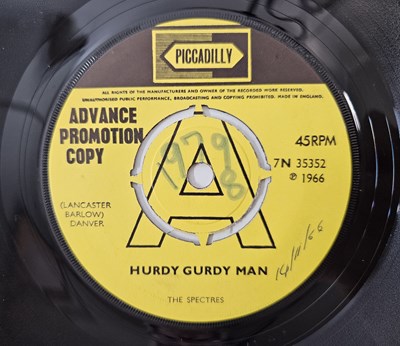 PICCADILLY
ALL RIGHTS OF THE MANUFACTURERS AND OWNER OF THE RECORDED WORK RESERVED.
UNAUTHORISED PUBLIC PERFORMANCE, BROADCASTING AND COPYING PROHIBITED. MADE IN ENGLAND.
ADVANCE
PROMOTION
COPY
45RPM
7N 35352
℗ 1966
A
(LANCASTER
BARLOW)
DANVER
HURDY GURDY MAN
THE SPECTRES